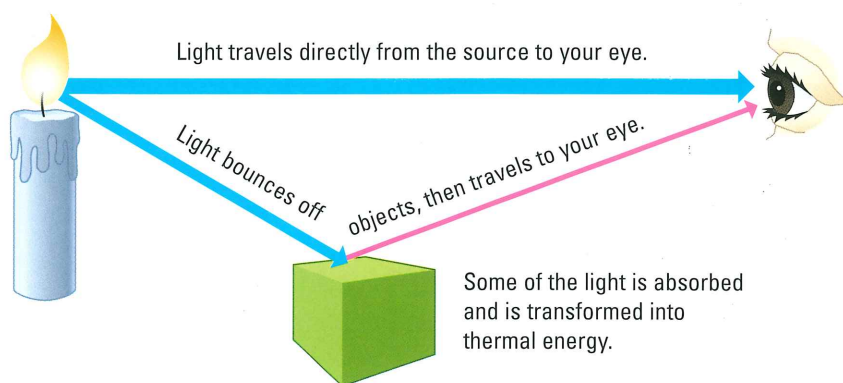 Light travels directly from the source to your eye.
Light bounces off
objects, then travels to your eye.
Some of the light is absorbed
and is transformed into
thermal energy.